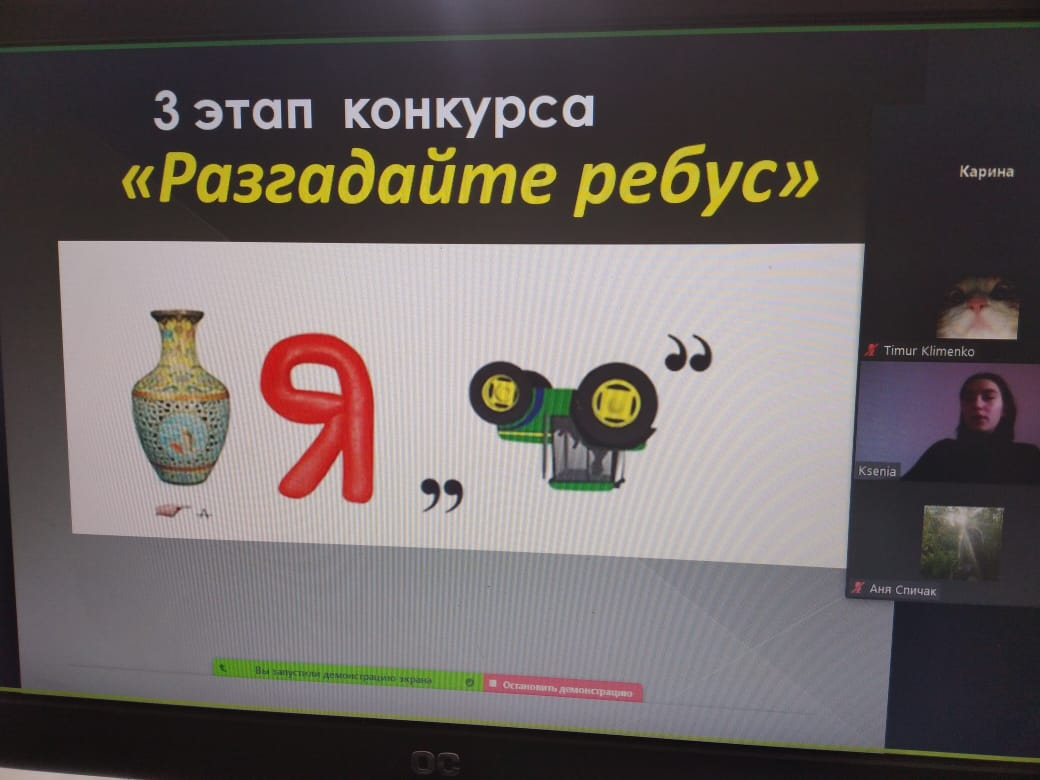 3 этап конкурса
«Разгадайте ребус»
Я
„ ”
Карина
Timur Klimenko
Ksenia
Аня Спичак
Вы запустили демонстрацию экрана
Остановить демонстрацию